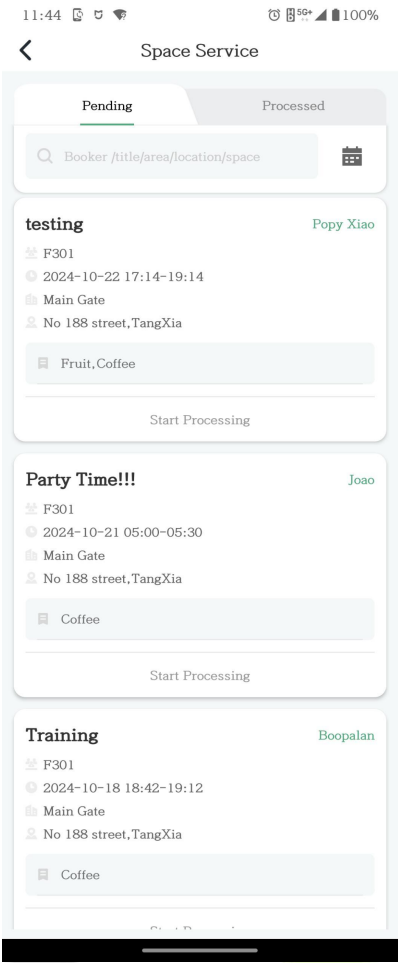 11:44 5G+ 100%
Space Service
Pending Processed
Booker /title/area/location/space
testing Popy Xiao
F301
2024-10-22 17:14-19:14
Main Gate
No 188 street,TangXia
Fruit,Coffee
Start Processing
Party Time!!! Joao
F301
2024-10-21 05:00-05:30
Main Gate
No 188 street,TangXia
Coffee
Start Processing
Training Boopalan
F301
2024-10-18 18:42-19:12
Main Gate
No 188 street,TangXia
Coffee